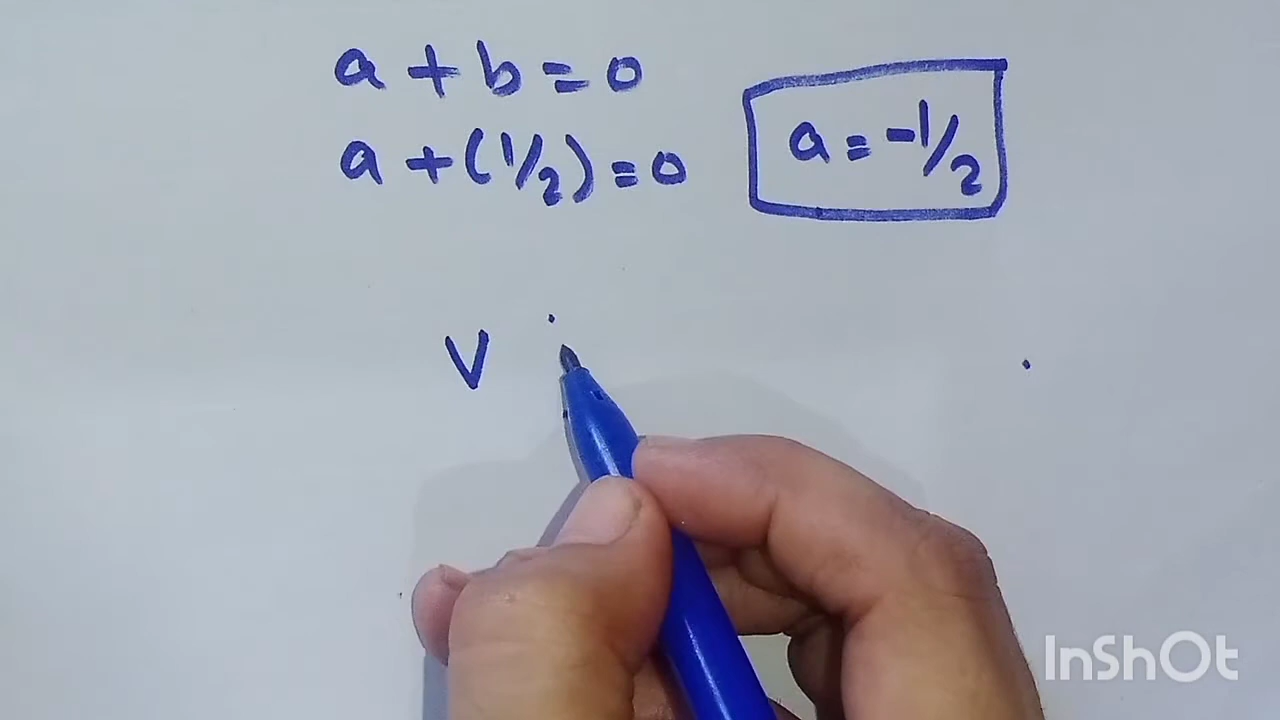 a + b = 0
a + (1/2) = 0
a = -1/2
V
InShOt